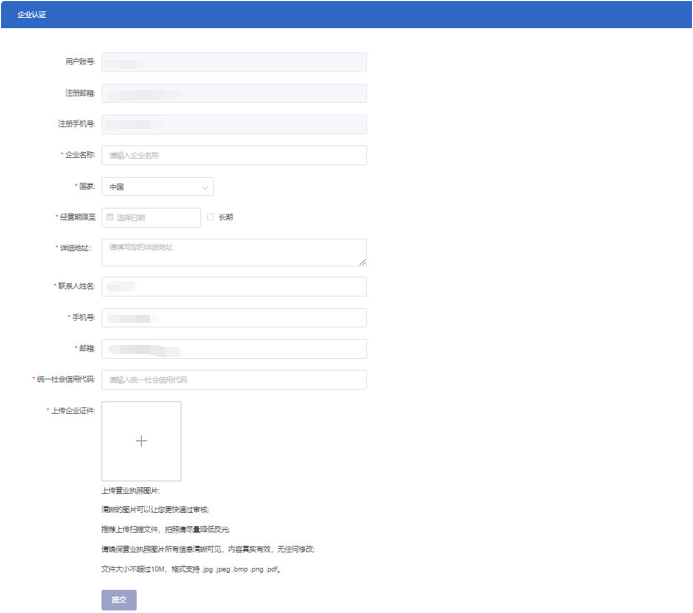 企业认证
用户账号:
注册邮箱:
注册手机号:
* 企业名称: 请输入企业名称
* 国家: 中国
* 经营期限至 选择日期 长期
* 详细地址: 请填写您的详细地址
* 联系人姓名:
* 手机号:
* 邮箱:
* 统一社会信用代码: 请输入统一社会信用代码
* 上传企业证件:
上传营业执照图片;
清晰的图片可以让您更快通过审核;
推荐上传扫描文件，拍照请尽量降低反光;
请确保营业执照图片所有信息清晰可见，内容真实有效，无任何修改;
文件大小不超过10M，格式支持 .jpg .jpeg .bmp .png .pdf。
提交